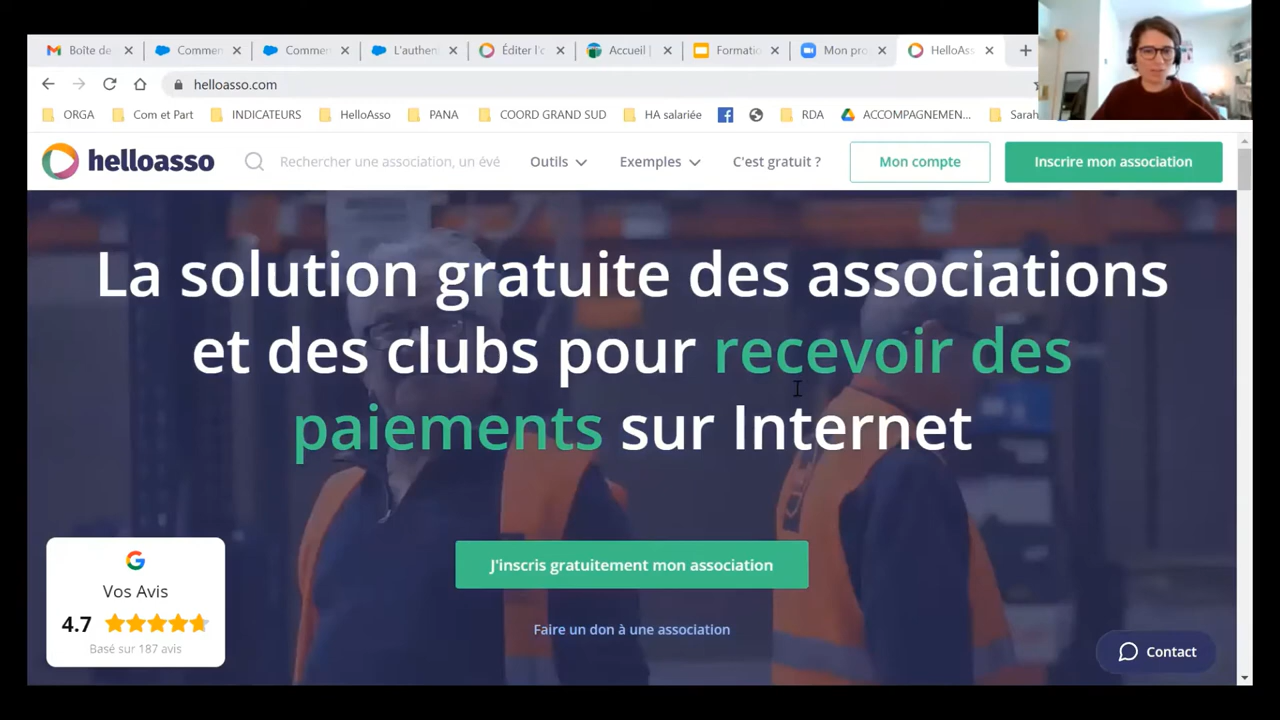 Boîte de
Commen
Commen
L'authen
Éditer l'c
Accueil |
Formatio
Mon pro
HelloAss
helloasso.com
ORGA
Com et Part
INDICATEURS
HelloAsso
PANA
COORD GRAND SUD
HA salariée
RDA
ACCOMPAGNEMEN...
Sarah
helloasso
Rechercher une association, un évé
Outils
Exemples
C'est gratuit ?
Mon compte
Inscrire mon association
La solution gratuite des associations
et des clubs pour recevoir des
paiements sur Internet
J'inscris gratuitement mon association
Faire un don à une association
Vos Avis
4.7
Basé sur 187 avis
Contact